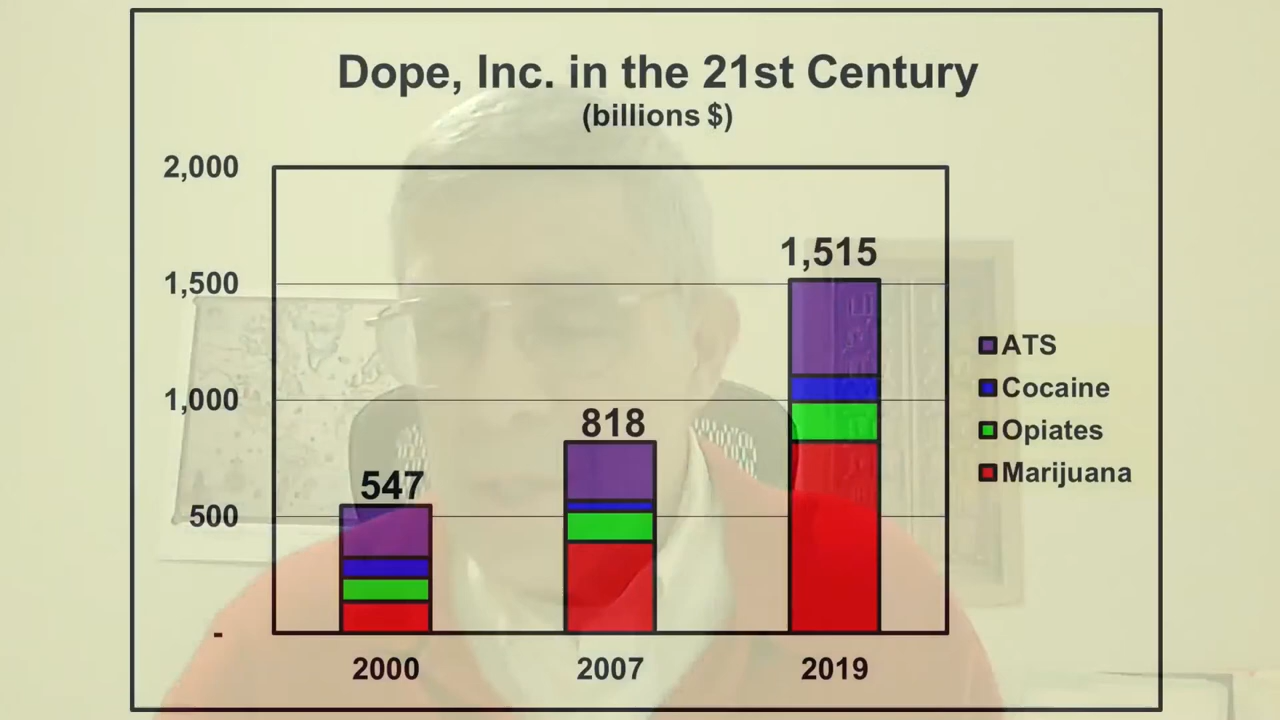 Dope, Inc. in the 21st Century
(billions $)
2,000
1,500
1,000
500
-
547
818
1,515
2000
2007
2019
ATS
Cocaine
Opiates
Marijuana